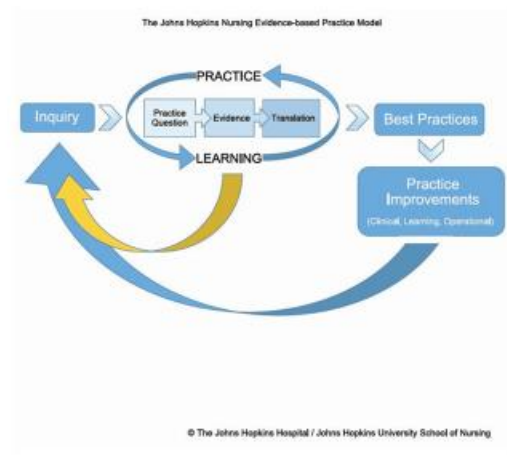 The Johns Hopkins Nursing Evidence-based Practice Model
PRACTICE
Inquiry
Practice
Question
Evidence
Translation
Best Practices
LEARNING
Practice
Improvements
(Clinical, Learning, Operational)
© The Johns Hopkins Hospital / Johns Hopkins University School of Nursing